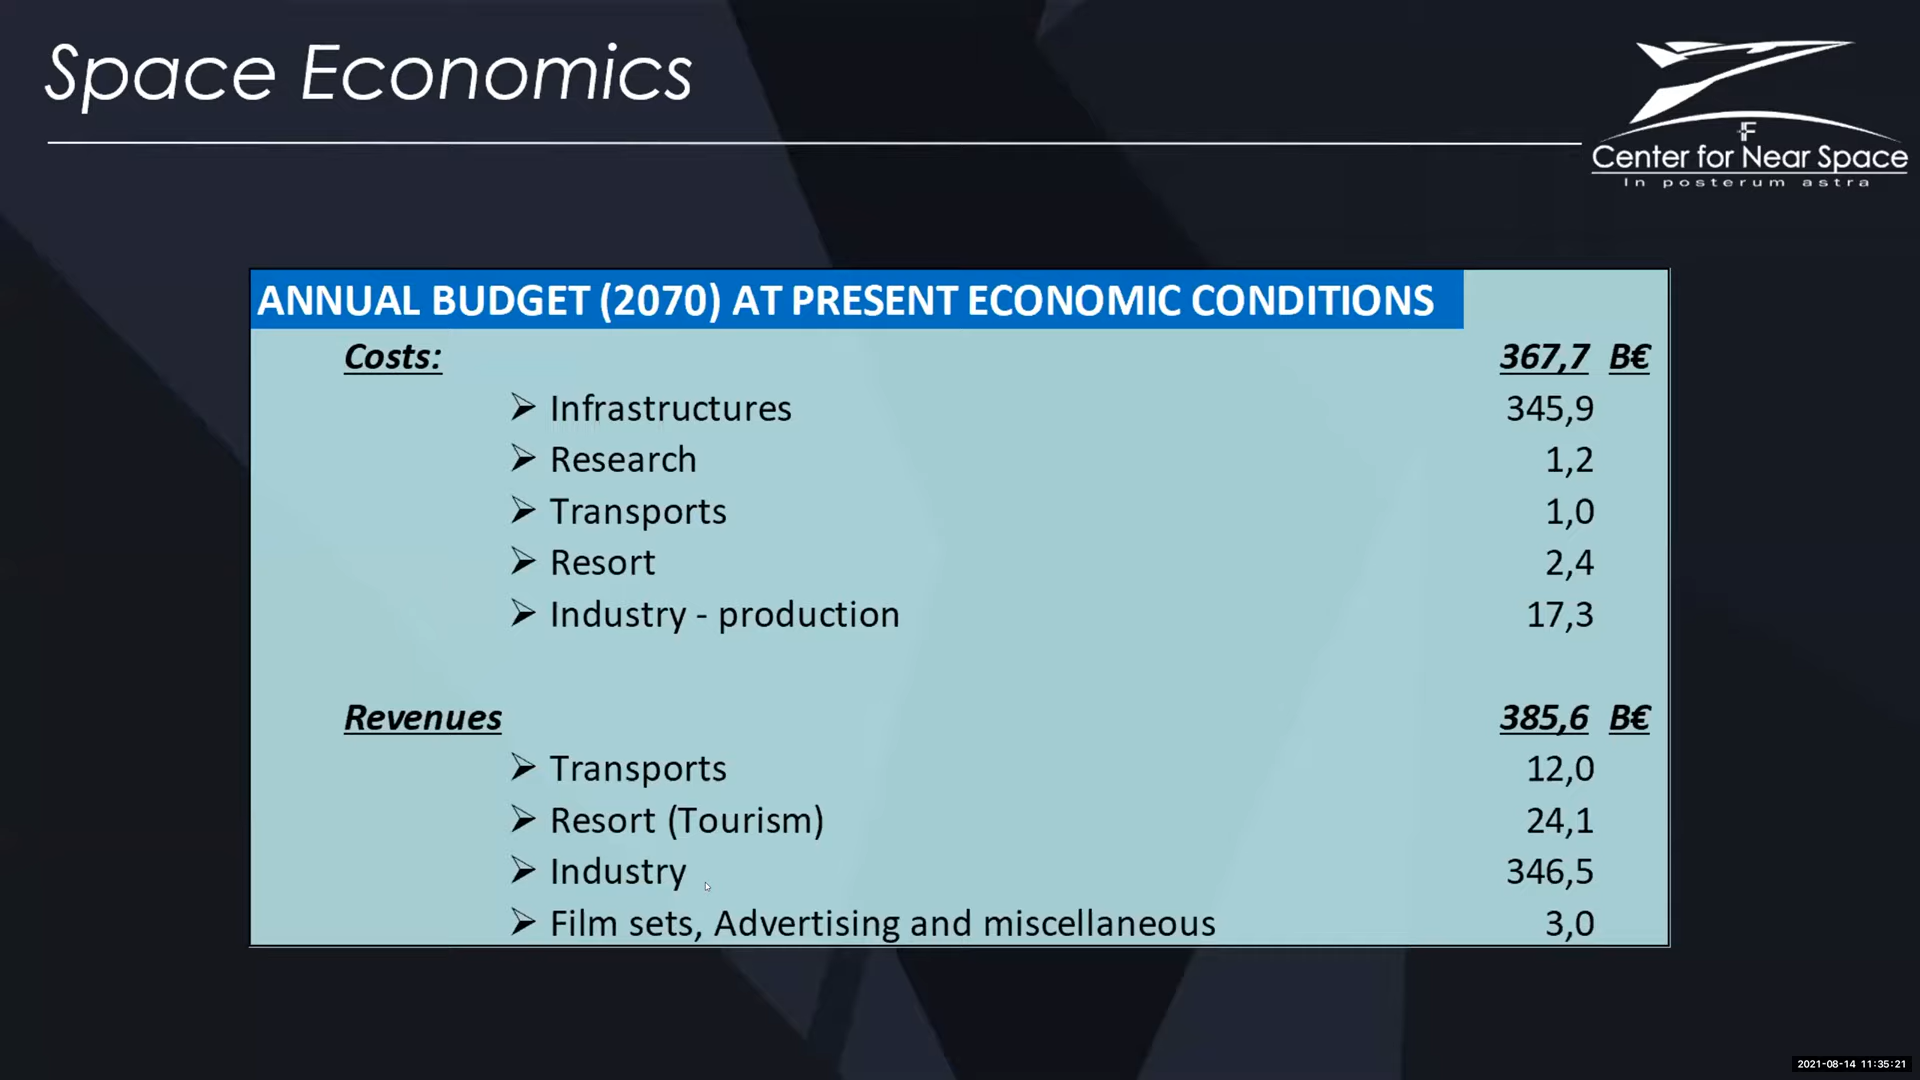 Space Economics
F
Center for Near Space
In posterum astra
ANNUAL BUDGET (2070) AT PRESENT ECONOMIC CONDITIONS
Costs: 367,7 B€
➢ Infrastructures 345,9
➢ Research 1,2
➢ Transports 1,0
➢ Resort 2,4
➢ Industry - production 17,3
Revenues 385,6 B€
➢ Transports 12,0
➢ Resort (Tourism) 24,1
➢ Industry 346,5
➢ Film sets, Advertising and miscellaneous 3,0
2021-08-14 11:35:21